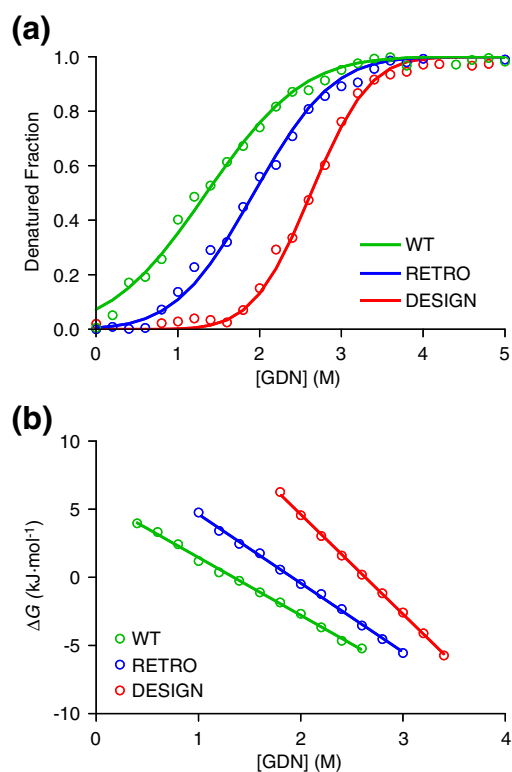 (a)
1.0
0.8
0.6
0.4
0.2
0.0
Denatured Fraction
WT
RETRO
DESIGN
0 1 2 3 4 5
[GDN] (M)
(b)
10
5
0
-5
-10
ΔG (kJ·mol⁻¹)
WT
RETRO
DESIGN
0 1 2 3 4
[GDN] (M)